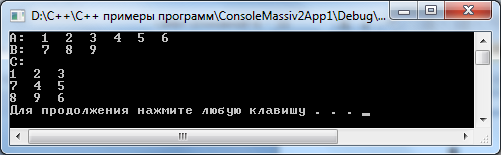 D:\C++\C++ примеры программ\ConsoleMassiv2App1\Debug\...
A:  1  2  3  4  5  6
B:  7  8  9
C:
1  2  3
7  4  5
8  9  6
Для продолжения нажмите любую клавишу . . . _